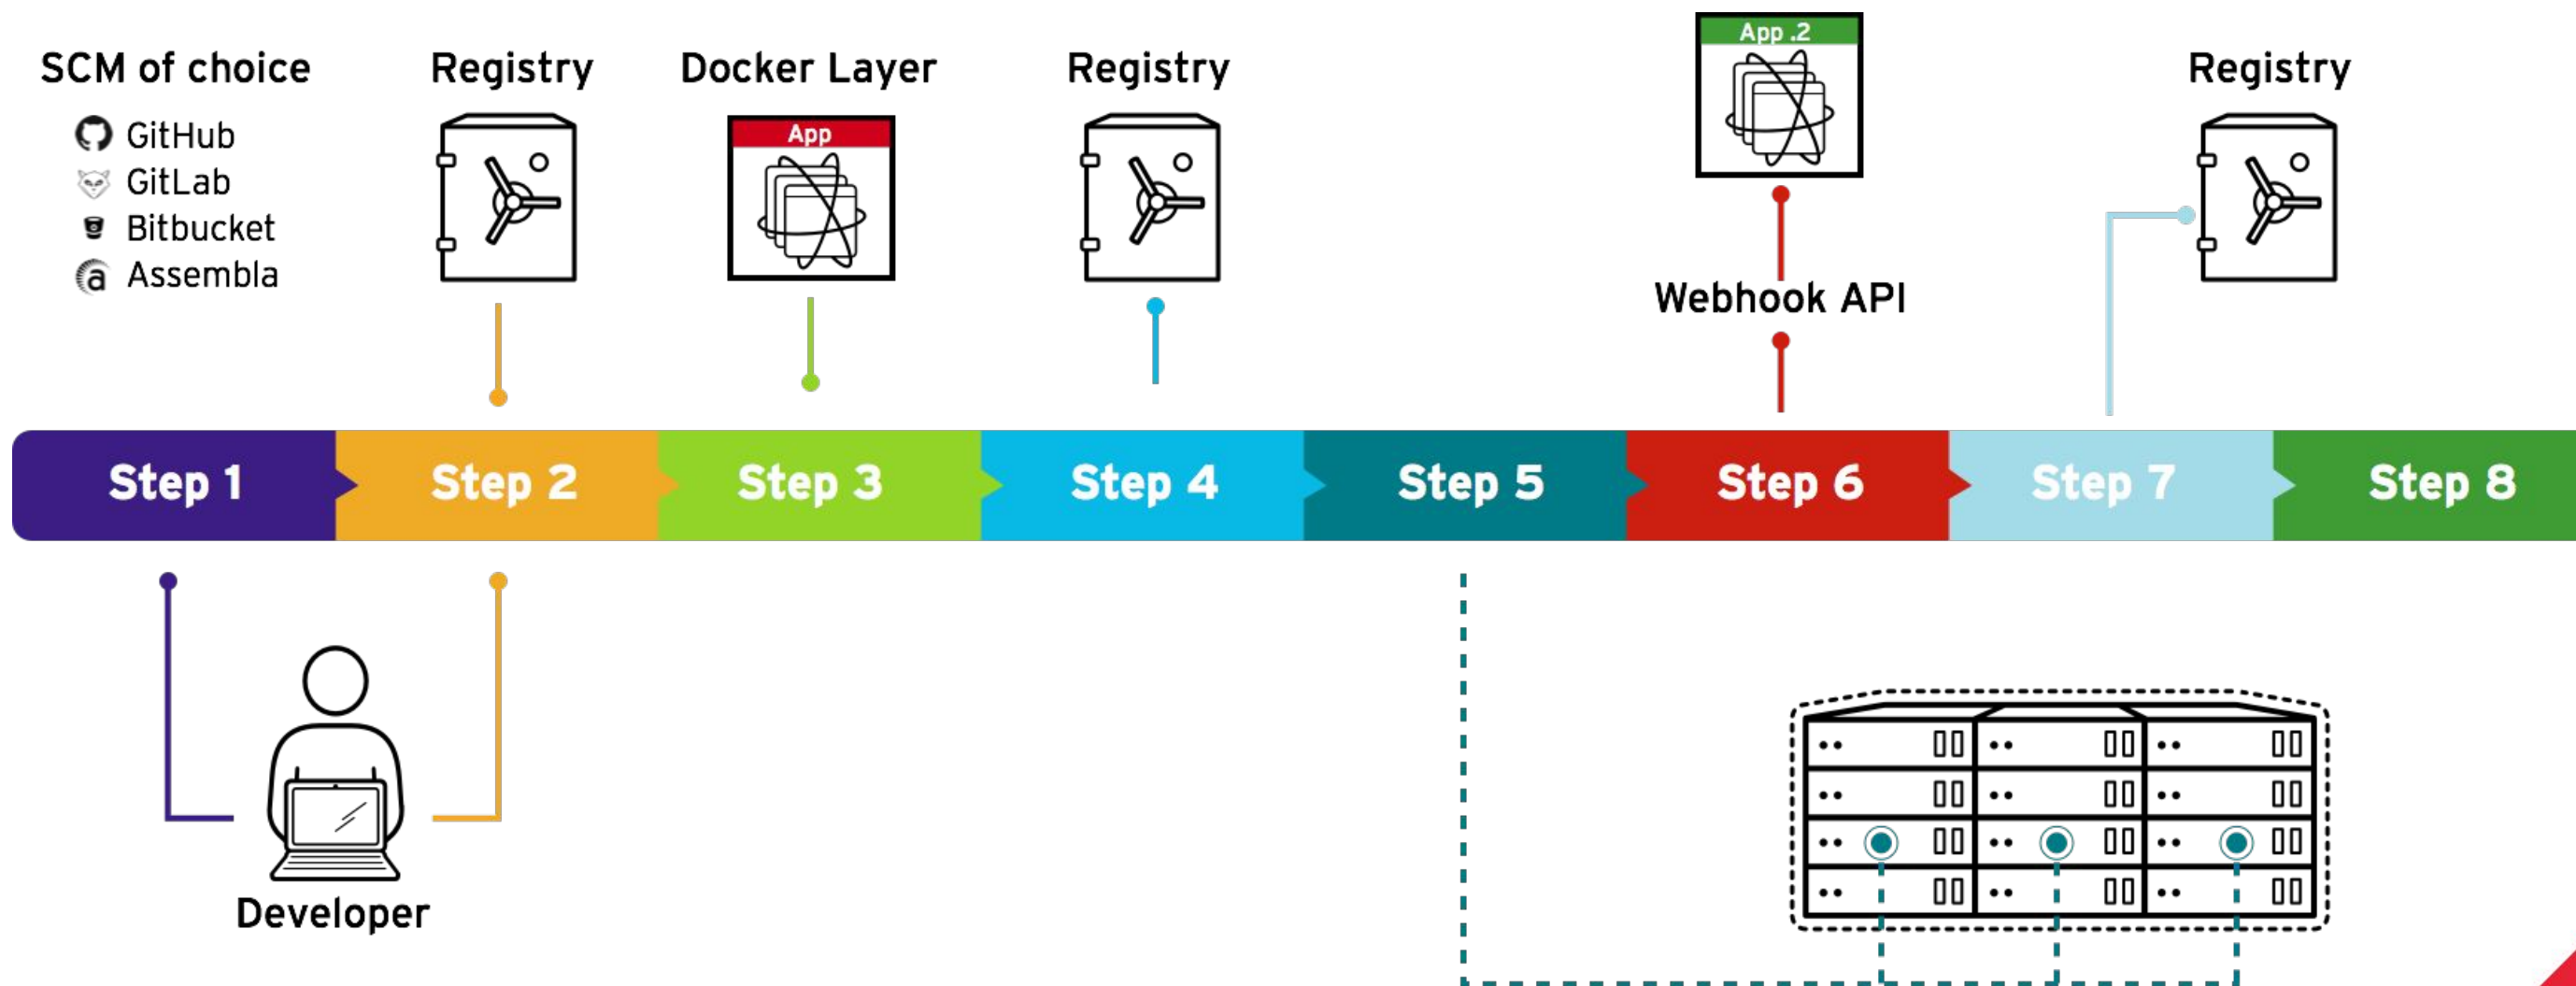 SCM of choice
GitHub
GitLab
Bitbucket
Assembla
Registry
Docker Layer
App
Registry
App .2
Webhook API
Registry
Step 1
Step 2
Step 3
Step 4
Step 5
Step 6
Step 7
Step 8
Developer